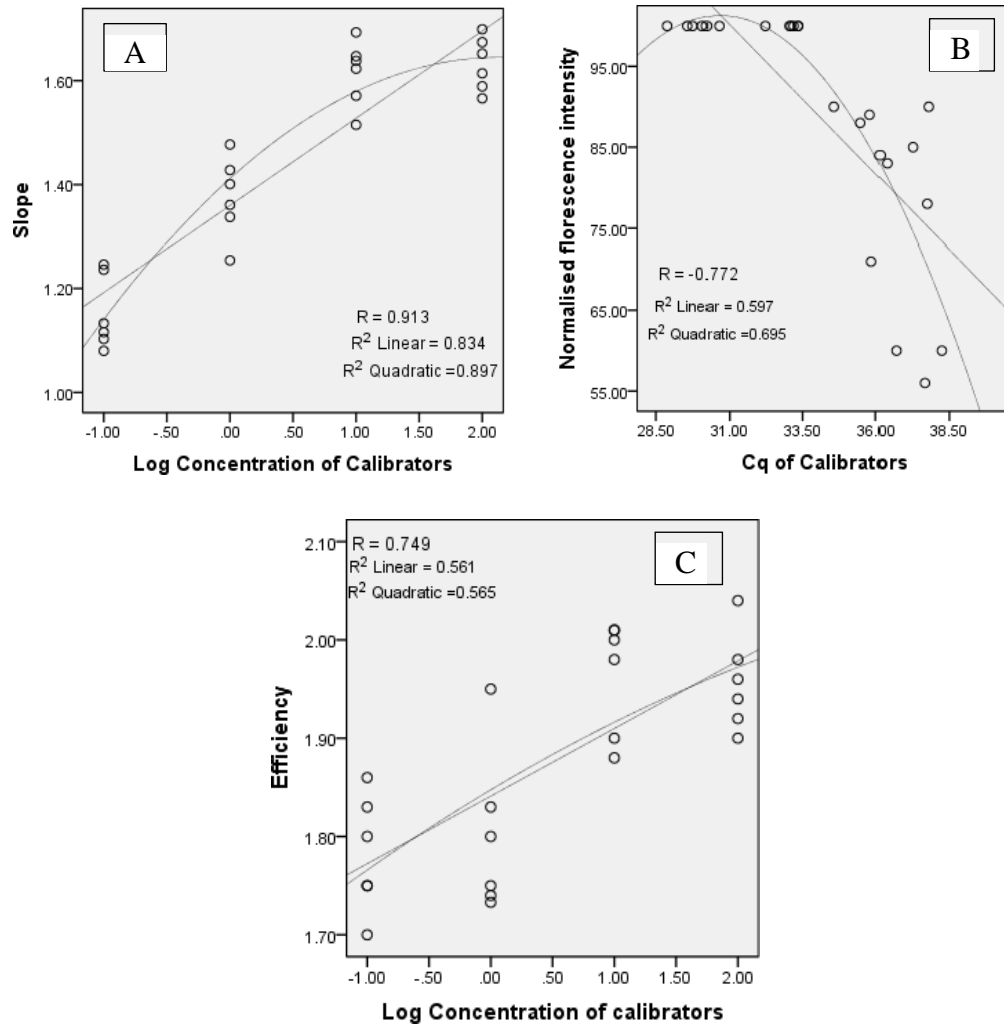 A
1.60
1.40
1.20
1.00
Slope
R = 0.913
R² Linear = 0.834
R² Quadratic =0.897
-1.00 -.50 .00 .50 1.00 1.50 2.00
Log Concentration of Calibrators
B
95.00
85.00
75.00
65.00
55.00
Normalised florescence intensity
R = -0.772
R² Linear = 0.597
R² Quadratic =0.695
28.50 31.00 33.50 36.00 38.50
Cq of Calibrators
C
2.10
2.00
1.90
1.80
1.70
Efficiency
R = 0.749
R² Linear = 0.561
R² Quadratic =0.565
-1.00 -.50 .00 .50 1.00 1.50 2.00
Log Concentration of calibrators